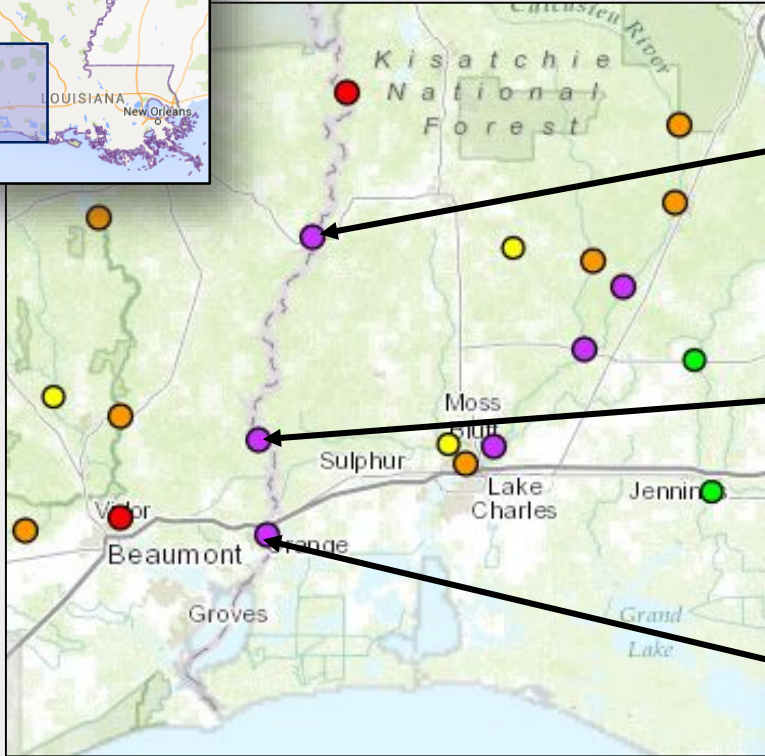 LOUISIANA
New Orleans
Calcasieu
River
Kisatchie
National
Forest
Moss
Bluff
Sulphur
Lake
Charles
Jennings
Vidor
Beaumont
Orange
Groves
Grand
Lake